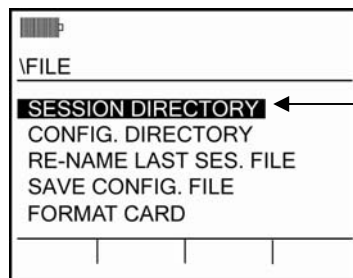 \FILE
SESSION DIRECTORY
CONFIG. DIRECTORY
RE-NAME LAST SES. FILE
SAVE CONFIG. FILE
FORMAT CARD